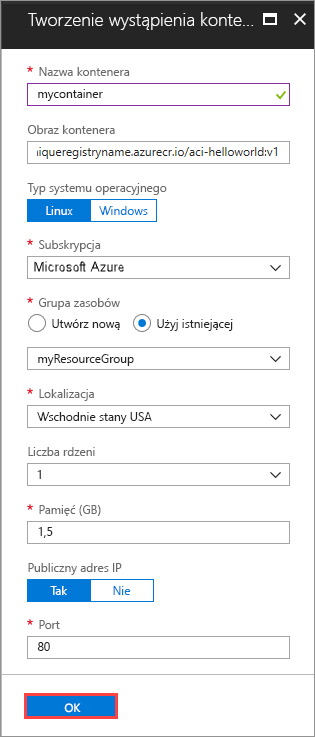 Tworzenie wystąpienia konte...
* Nazwa kontenera
mycontainer
Obraz kontenera
iqueregistryname.azurecr.io/aci-helloworld:v1
Typ systemu operacyjnego
Linux Windows
* Subskrypcja
Microsoft Azure
* Grupa zasobów
Utwórz nową Użyj istniejącej
myResourceGroup
* Lokalizacja
Wschodnie stany USA
Liczba rdzeni
1
* Pamięć (GB)
1,5
Publiczny adres IP
Tak Nie
* Port
80
OK